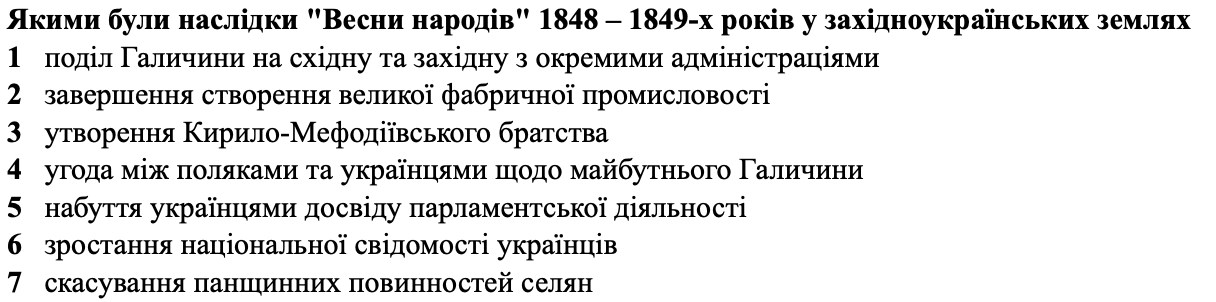 Якими були наслідки "Весни народів" 1848 – 1849-х років у західноукраїнських землях
1 поділ Галичини на східну та західну з окремими адміністраціями
2 завершення створення великої фабричної промисловості
3 утворення Кирило-Мефодіївського братства
4 угода між поляками та українцями щодо майбутнього Галичини
5 набуття українцями досвіду парламентської діяльності
6 зростання національної свідомості українців
7 скасування панщинних повинностей селян